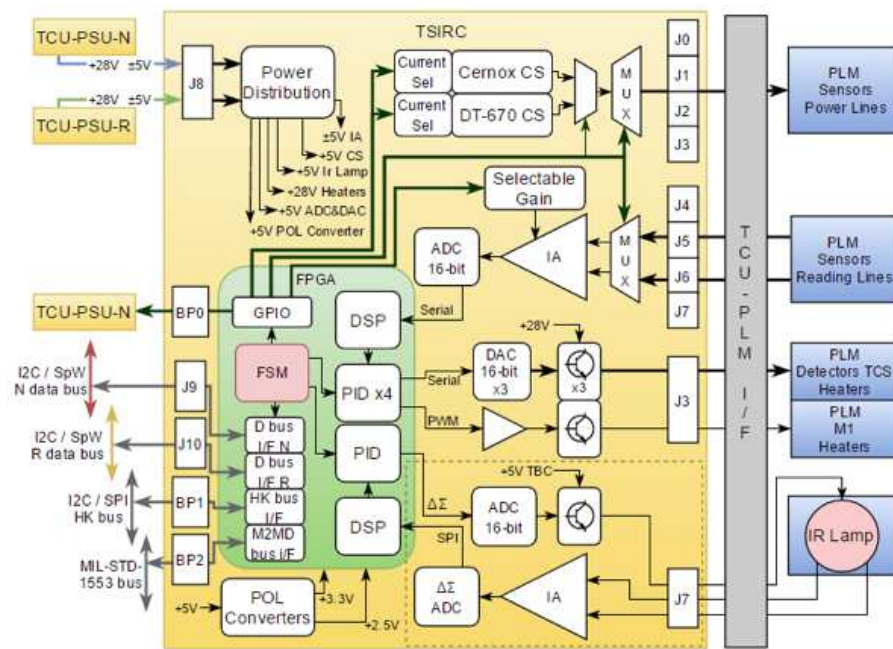 TSIRC
TCU-PSU-N
+28V ±5V
+28V ±5V
TCU-PSU-R
J8
Power
Distribution
±5V IA
+5V CS
+5V Ir Lamp
+28V Heaters
+5V ADC&DAC
+5V POL Converter
Current
Sel
Cernox CS
Current
Sel
DT-670 CS
M
U
X
J0
J1
J2
J3
PLM
Sensors
Power Lines
Selectable
Gain
ADC
16-bit
IA
M
U
X
J4
J5
J6
J7
PLM
Sensors
Reading Lines
TCU-PLM I/F
TCU-PSU-N
BP0
FPGA
GPIO
DSP
Serial
FSM
PID x4
Serial
DAC
16-bit
x3
+28V
x3
J3
PLM
Detectors TCS
Heaters
PWM
PLM
M1
Heaters
I2C / SpW
N data bus
J9
I2C / SpW
R data bus
J10
D bus
I/F N
D bus
I/F R
PID
+5V TBC
I2C / SPI
HK bus
BP1
HK bus
I/F
ΔΣ
ADC
16-bit
IR Lamp
DSP
SPI
MIL-STD-
1553 bus
BP2
M2MD
bus i/F
ΔΣ
ADC
IA
J7
+5V
POL
Converters
+3.3V
+2.5V